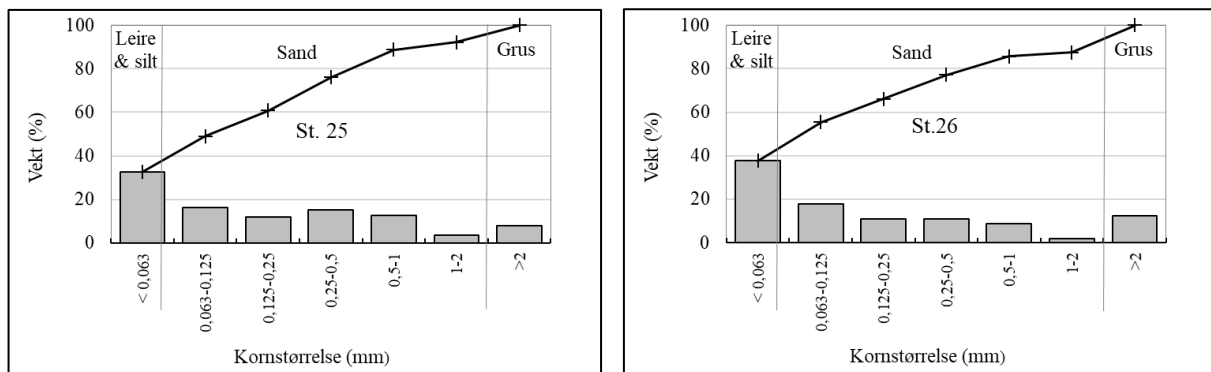 100
80
60
40
20
0
Vekt (%)
Leire
& silt
Sand
Grus
St. 25
< 0,063
0,063-0,125
0,125-0,25
0,25-0,5
0,5-1
1-2
>2
Kornstørrelse (mm)
100
80
60
40
20
0
Vekt (%)
Leire
& silt
Sand
Grus
St.26
< 0,063
0,063-0,125
0,125-0,25
0,25-0,5
0,5-1
1-2
>2
Kornstørrelse (mm)